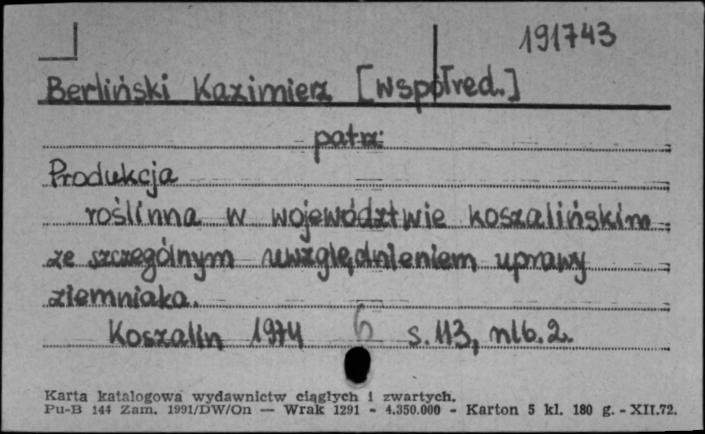 191743
Berliński Kazimierz [współred.]
patrz:
Produkcja
roślinna w województwie koszalińskim
ze szczególnym uwzględnieniem uprawy
ziemniaka.
Koszalin 1974 6 s. 113, nlb. 2.
Karta katalogowa wydawnictw ciągłych i zwartych.
Pu-B 144 Zam. 1991/DW/On — Wrak 1291 - 4.350.000 - Karton 5 kl. 180 g. - XII.72.